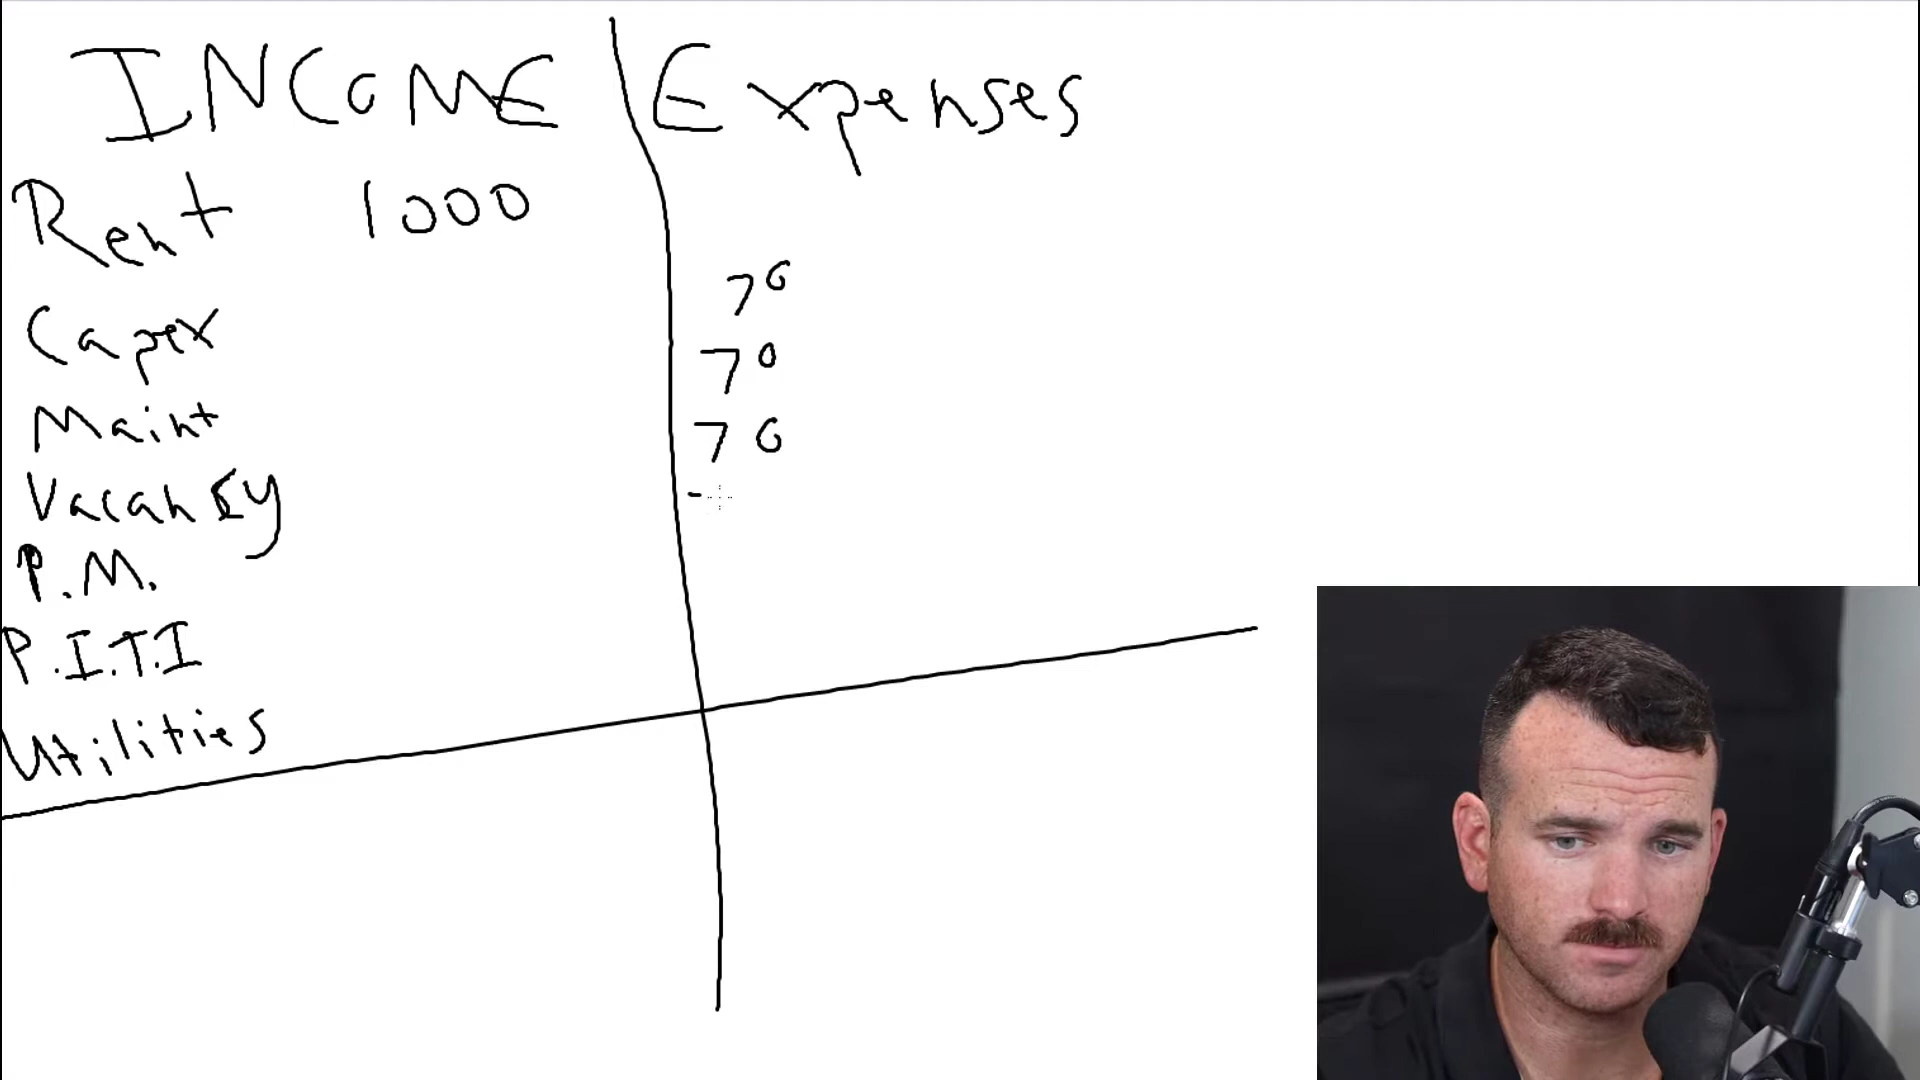 INCOME Expenses
Rent 1000
70
Capex 70
Maint 70
Vacancy
P.M.
P.I.T.I
Utilities